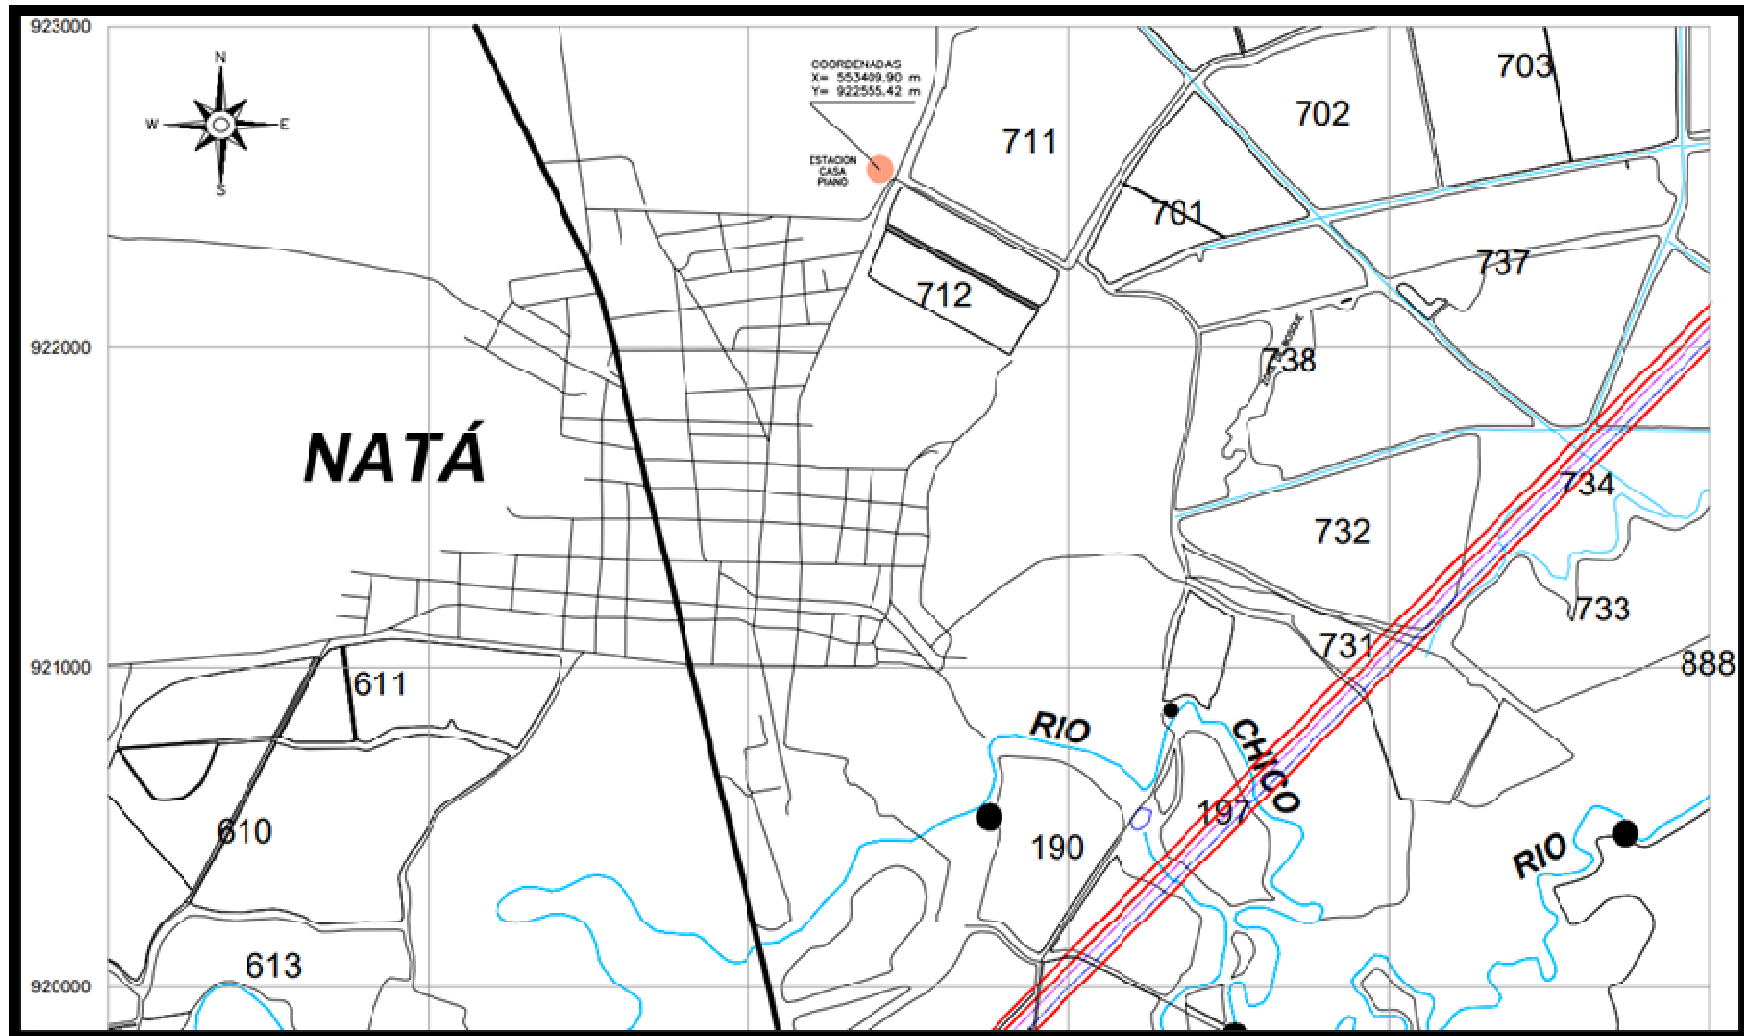 923000
N
W
E
S
COORDENADAS
X= 553409.90 m
Y= 922555.42 m
ESTACION
CASA
PIANO
711
702
703
701
712
737
922000
738
NATÁ
734
732
733
731
921000
888
611
RIO
CHICO
197
610
190
RIO
613
920000